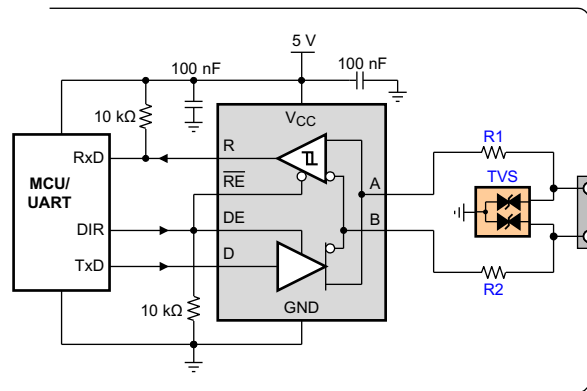 5 V
100 nF
100 nF
10 kΩ
VCC
R1
RxD
R
TVS
MCU/
UART
RE
A
DIR
DE
B
TxD
D
R2
10 kΩ
GND